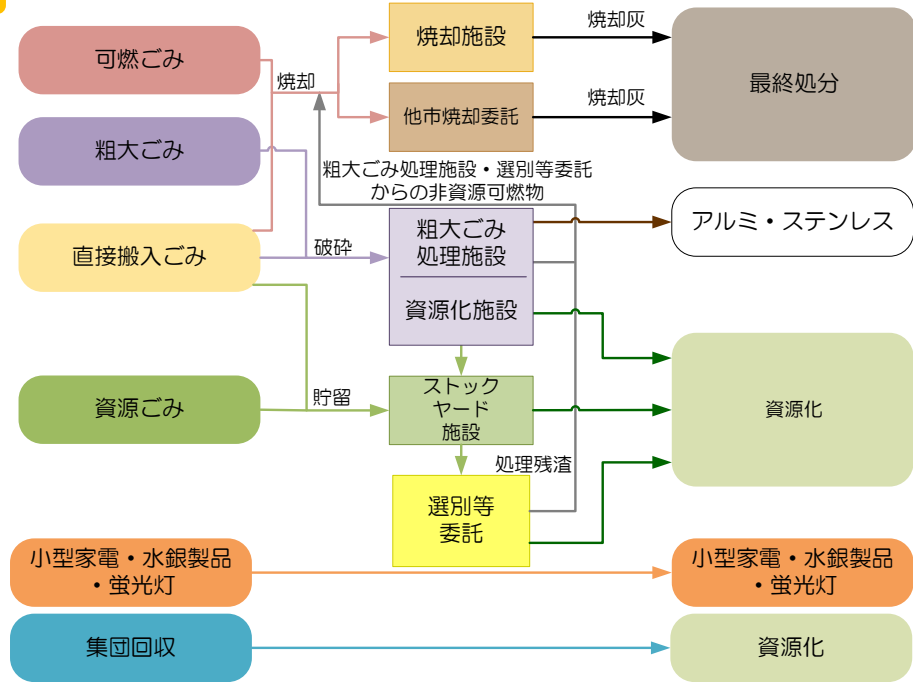 可燃ごみ
粗大ごみ
直接搬入ごみ
資源ごみ
小型家電・水銀製品
・蛍光灯
集団回収
焼却
破砕
貯留
焼却施設
他市焼却委託
粗大ごみ処理施設・選別等委託
からの非資源可燃物
粗大ごみ
処理施設
資源化施設
ストック
ヤード
施設
処理残渣
選別等
委託
焼却灰
焼却灰
最終処分
アルミ・ステンレス
資源化
小型家電・水銀製品
・蛍光灯
資源化